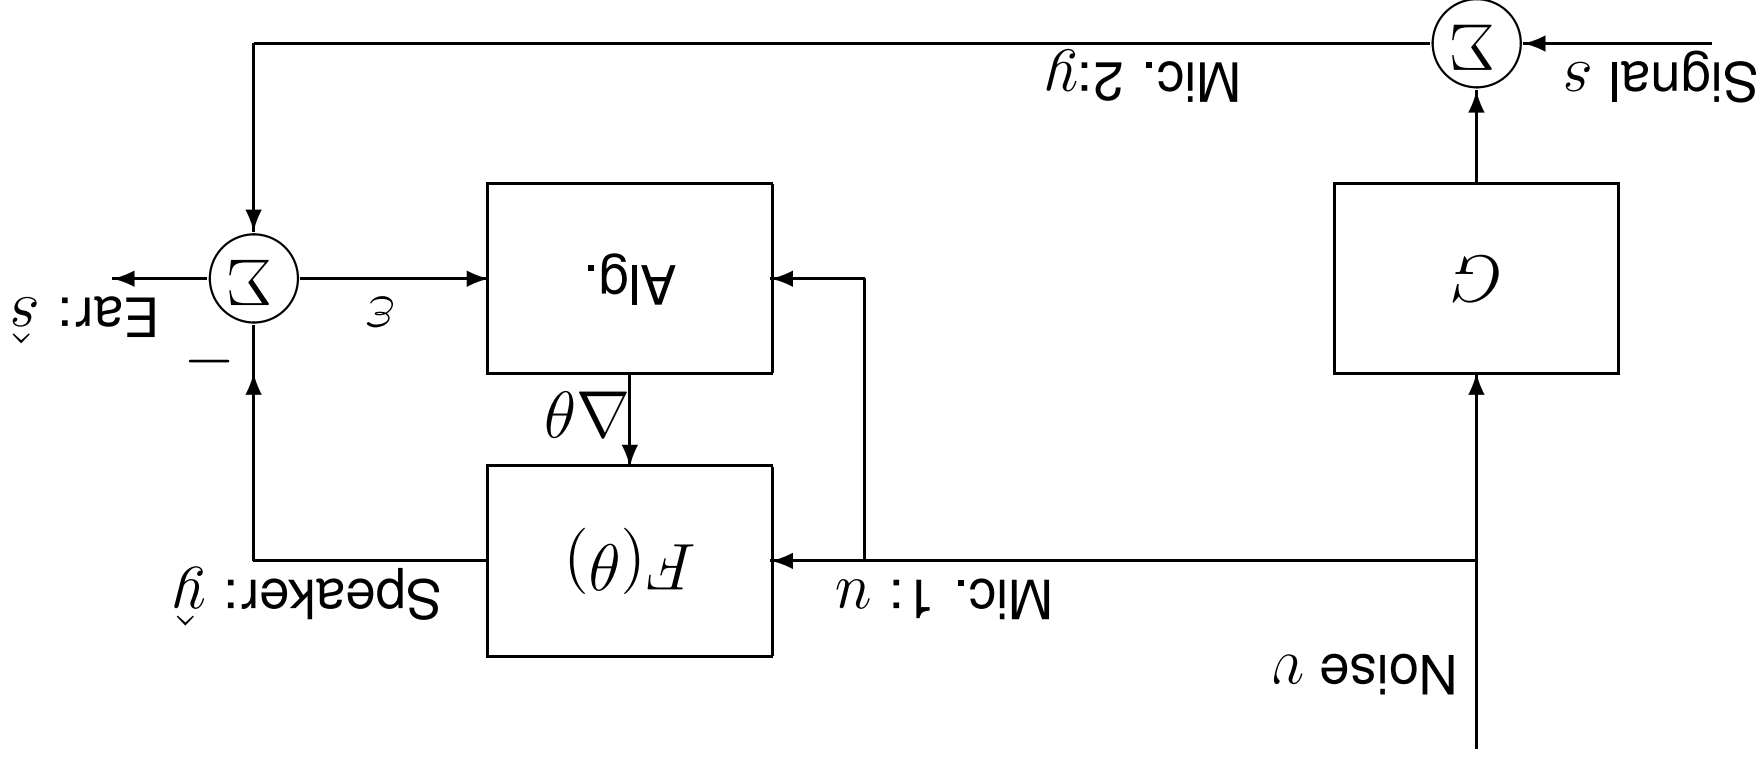 Noise v
Mic. 1: u
F(θ)
Speaker: ŷ
Δθ
−
G
Alg.
ε
Σ
Ear: ŝ
Signal s
Σ
Mic. 2:y